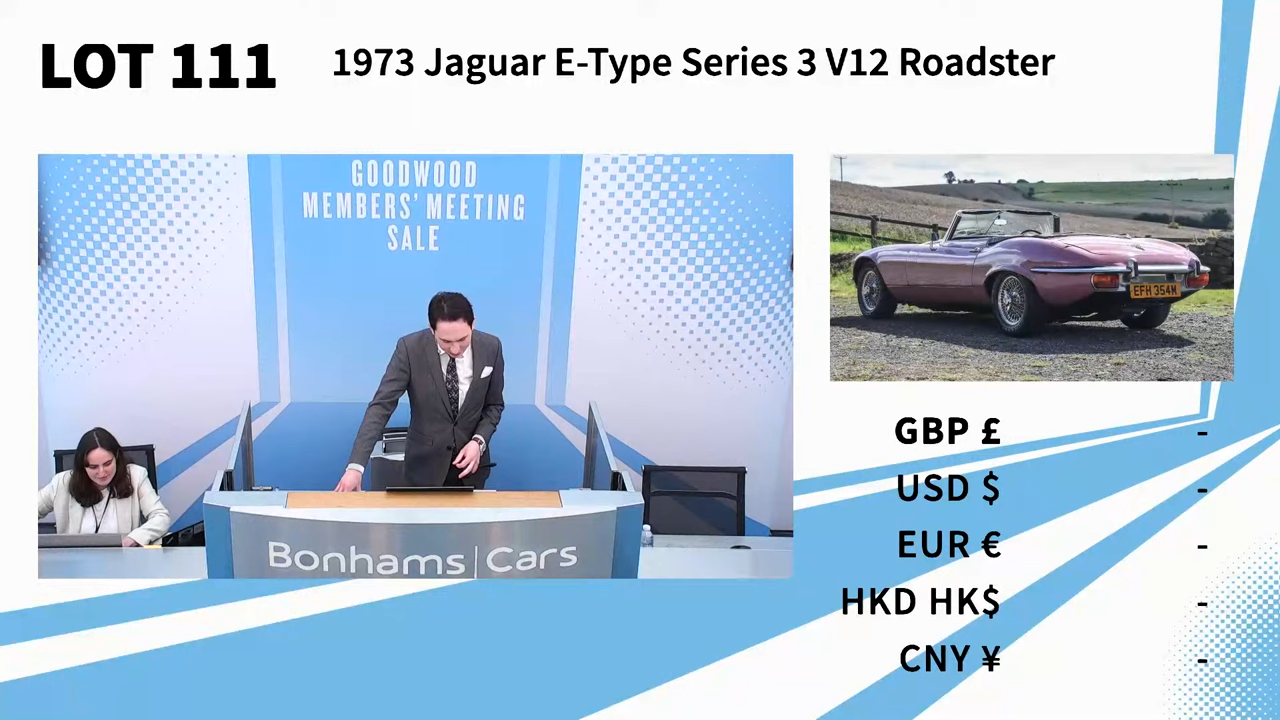 LOT 111
1973 Jaguar E-Type Series 3 V12 Roadster
GOODWOOD
MEMBERS' MEETING
SALE
Bonhams|Cars
EFH 354M
GBP £ -
USD $ -
EUR € -
HKD HK$ -
CNY ¥ -